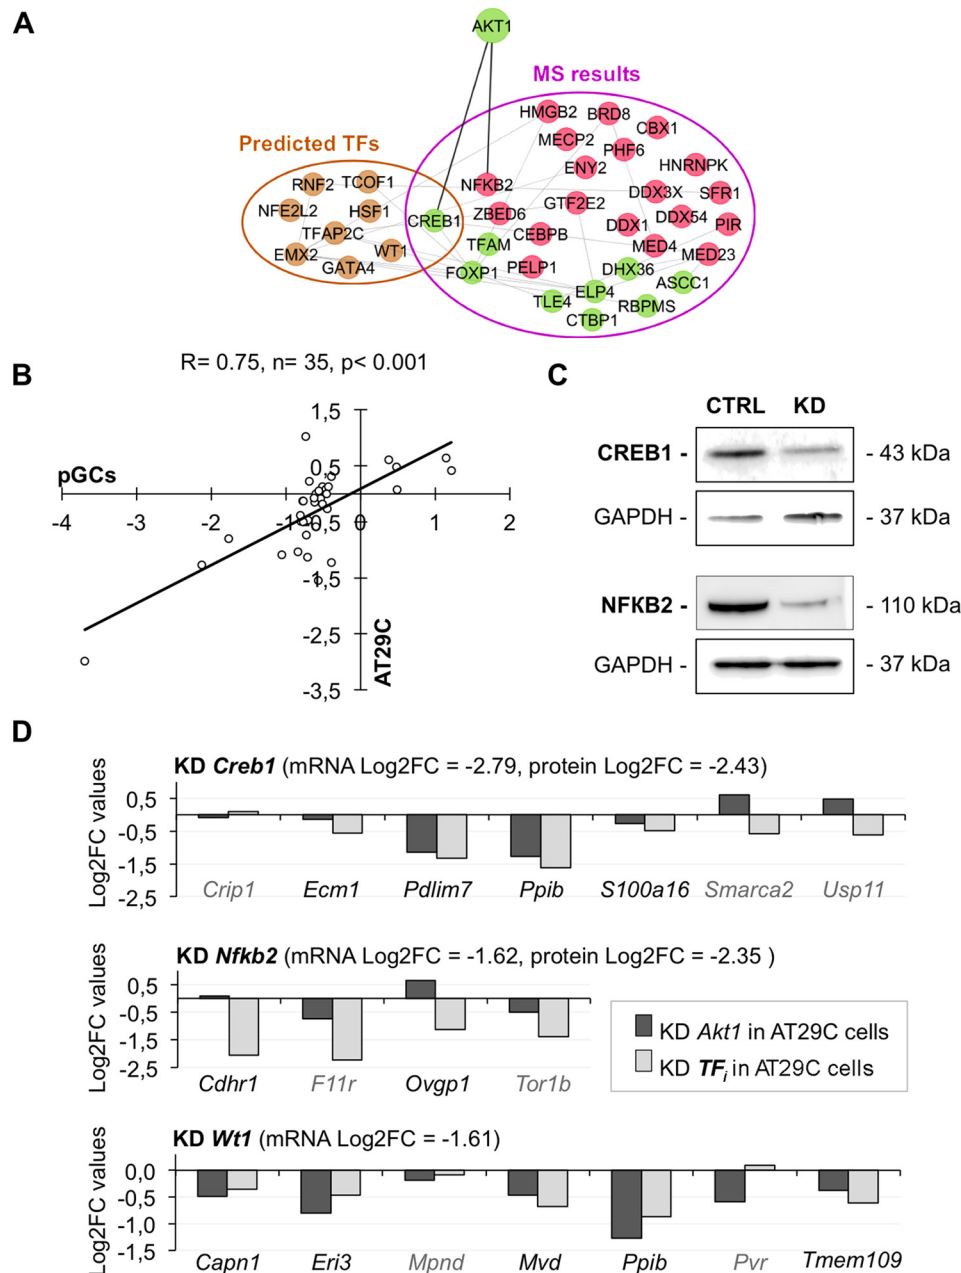 A
AKT1
MS results
Predicted TFs
HMGB2 BRD8 CBX1
MECP2 PHF6
ENY2 HNRNPK
RNF2 TCOF1 NFKB2 DDX3X SFR1
NFE2L2 HSF1 CREB1 ZBED6 GTF2E2 DDX1 DDX54 PIR
TFAP2C CEBPB
EMX2 WT1 TFAM MED4 MED23
GATA4 FOXP1 PELP1 DHX36 ASCC1
TLE4 ELP4 RBPMS
CTBP1
B
R= 0.75, n= 35, p< 0.001
pGCs
AT29C
1,5
0,5
-4 -3 -2 -1 0 1 2
-0,5
-1,5
-2,5
-3,5
C
CTRL KD
CREB1 - - 43 kDa
GAPDH - - 37 kDa
NFKB2 - - 110 kDa
GAPDH - - 37 kDa
D
KD Creb1 (mRNA Log2FC = -2.79, protein Log2FC = -2.43)
Log2FC values
0,5
-0,5
-1,5
-2,5
Crip1 Ecm1 Pdlim7 Ppib S100a16 Smarca2 Usp11
KD Nfkb2 (mRNA Log2FC = -1.62, protein Log2FC = -2.35 )
Log2FC values
0,5
-0,5
-1,5
-2,5
Cdhr1 F11r Ovgp1 Tor1b
KD Akt1 in AT29C cells
KD TFi in AT29C cells
KD Wt1 (mRNA Log2FC = -1.61)
Log2FC values
0,0
-0,5
-1,0
-1,5
Capn1 Eri3 Mpnd Mvd Ppib Pvr Tmem109